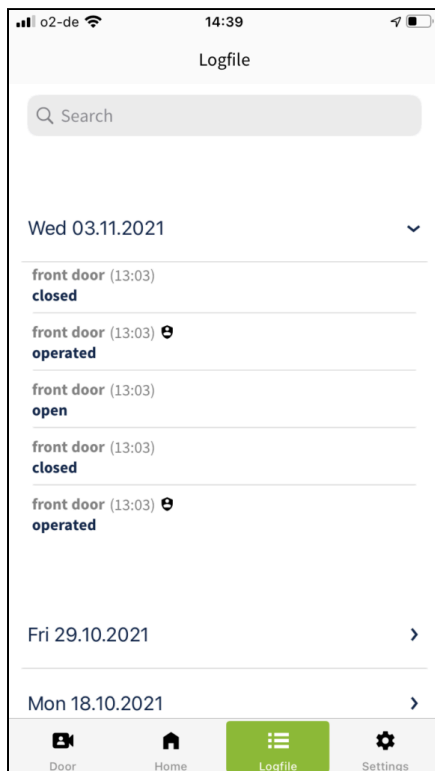 o2-de 14:39
Logfile
Search
Wed 03.11.2021
front door (13:03)
closed
front door (13:03)
operated
front door (13:03)
open
front door (13:03)
closed
front door (13:03)
operated
Fri 29.10.2021
Mon 18.10.2021
Door Home Logfile Settings